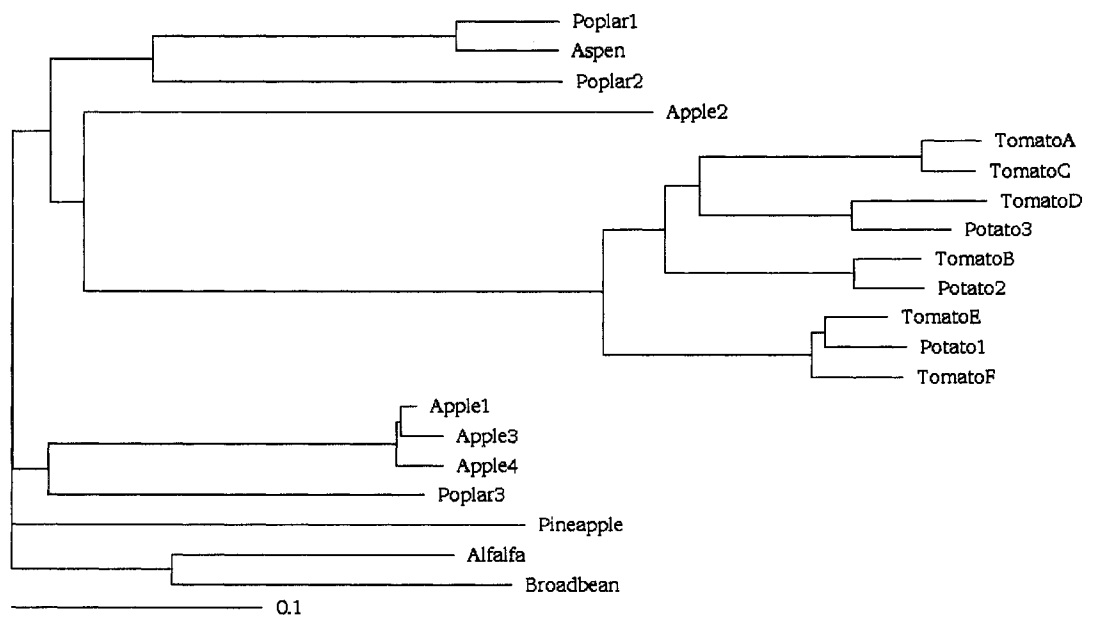 Poplar1
Aspen
Poplar2
Apple2
TomatoA
TomatoC
TomatoD
Potato3
TomatoB
Potato2
TomatoE
Potato1
TomatoF
Apple1
Apple3
Apple4
Poplar3
Pineapple
Alfalfa
Broadbean
0.1